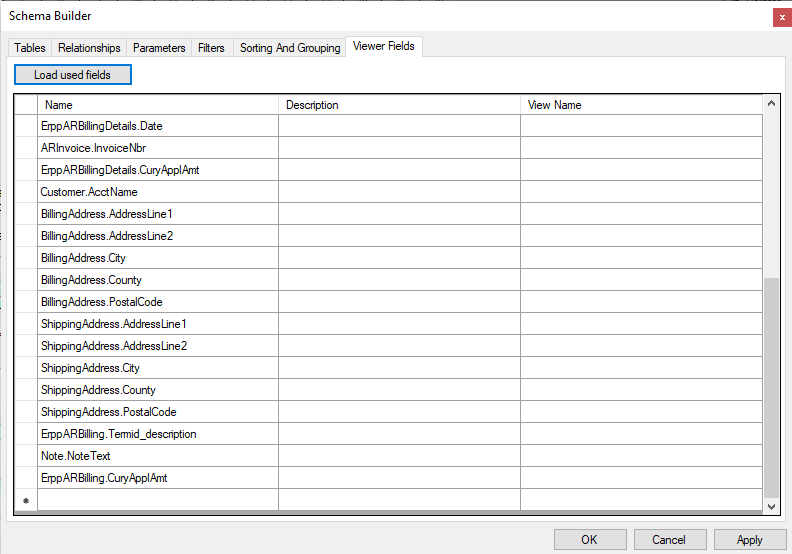 Schema Builder
Tables Relationships Parameters Filters Sorting And Grouping Viewer Fields
Load used fields
Name Description View Name
ErppARBillingDetails.Date
ARInvoice.InvoiceNbr
ErppARBillingDetails.CuryApplAmt
Customer.AcctName
BillingAddress.AddressLine1
BillingAddress.AddressLine2
BillingAddress.City
BillingAddress.County
BillingAddress.PostalCode
ShippingAddress.AddressLine1
ShippingAddress.AddressLine2
ShippingAddress.City
ShippingAddress.County
ShippingAddress.PostalCode
ErppARBilling.Termid_description
Note.NoteText
ErppARBilling.CuryApplAmt
OK Cancel Apply